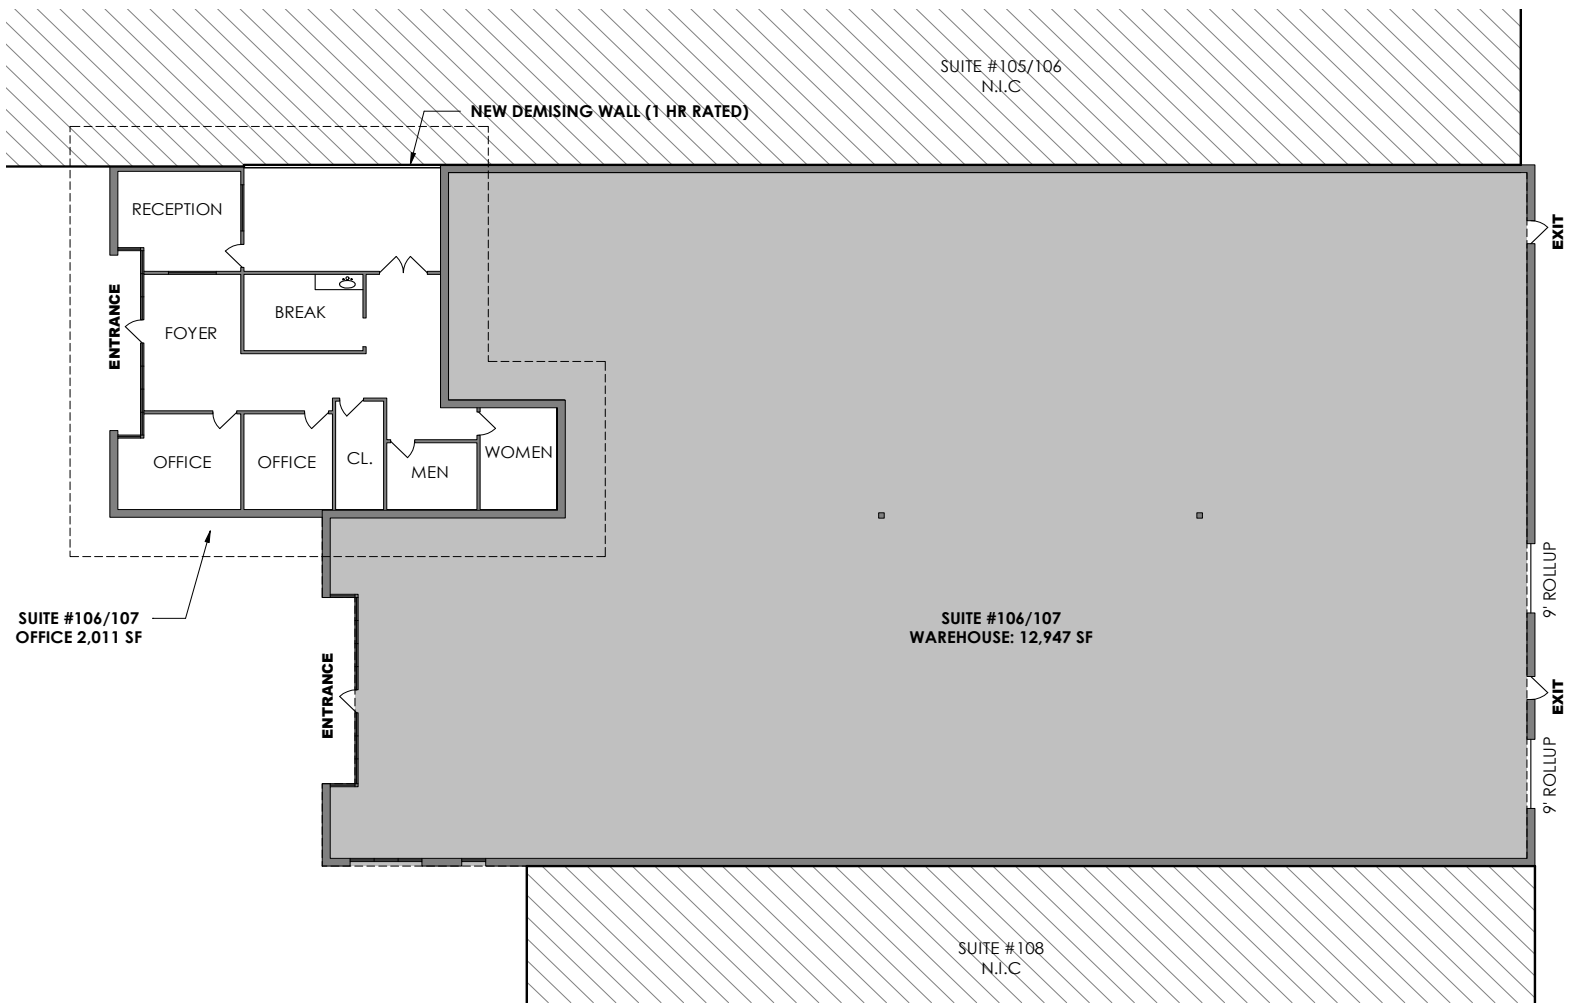 SUITE #105/106
N.I.C
NEW DEMISING WALL (1 HR RATED)
RECEPTION
EXIT
ENTRANCE
BREAK
FOYER
OFFICE
OFFICE
CL.
MEN
WOMEN
9' ROLLUP
SUITE #106/107
OFFICE 2,011 SF
SUITE #106/107
WAREHOUSE: 12,947 SF
ENTRANCE
EXIT
9' ROLLUP
SUITE #108
N.I.C